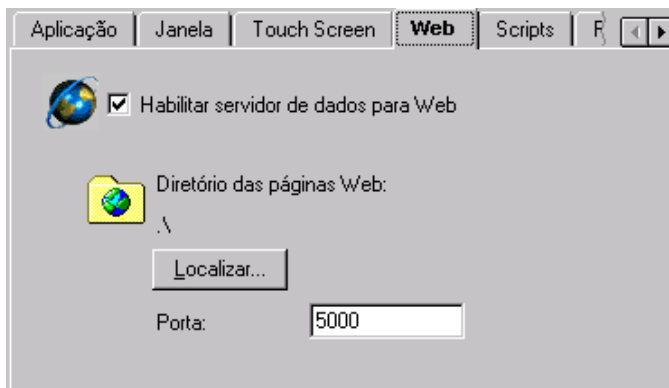 Aplicação Janela Touch Screen Web Scripts
Habilitar servidor de dados para Web
Diretório das páginas Web:
.\
Localizar...
Porta: 5000